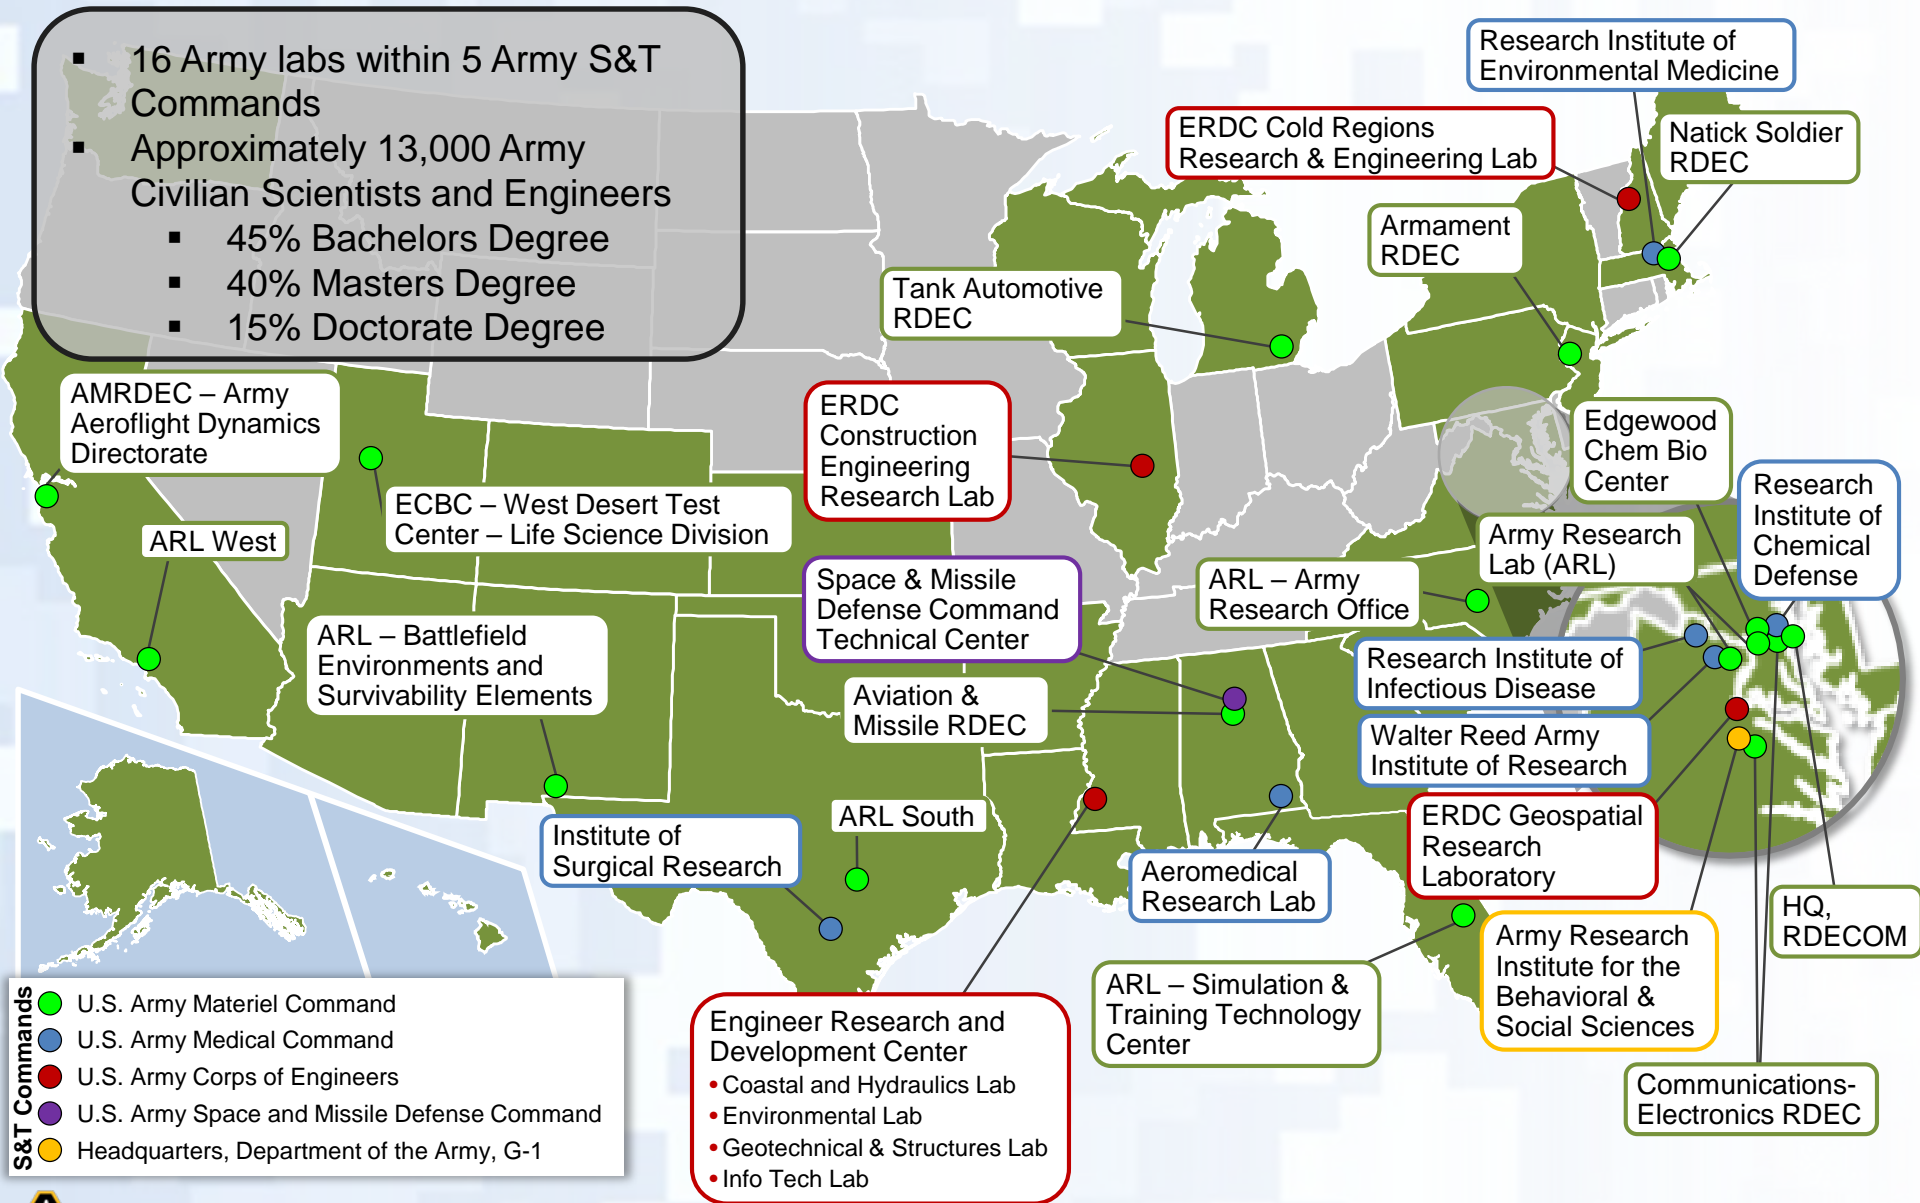 ▪ 16 Army labs within 5 Army S&T
Commands
▪ Approximately 13,000 Army
Civilian Scientists and Engineers
▪ 45% Bachelors Degree
▪ 40% Masters Degree
▪ 15% Doctorate Degree
Research Institute of
Environmental Medicine
ERDC Cold Regions
Research & Engineering Lab
Natick Soldier
RDEC
Armament
RDEC
Tank Automotive
RDEC
AMRDEC – Army
Aeroflight Dynamics
Directorate
ERDC
Construction
Engineering
Research Lab
Edgewood
Chem Bio
Center
Research
Institute of
Chemical
Defense
ECBC – West Desert Test
Center – Life Science Division
ARL West
Army Research
Lab (ARL)
Space & Missile
Defense Command
Technical Center
ARL – Army
Research Office
ARL – Battlefield
Environments and
Survivability Elements
Research Institute of
Infectious Disease
Aviation &
Missile RDEC
Walter Reed Army
Institute of Research
ARL South
Institute of
Surgical Research
ERDC Geospatial
Research
Laboratory
Aeromedical
Research Lab
HQ,
RDECOM
Army Research
Institute for the
Behavioral &
Social Sciences
ARL – Simulation &
Training Technology
Center
Engineer Research and
Development Center
• Coastal and Hydraulics Lab
• Environmental Lab
• Geotechnical & Structures Lab
• Info Tech Lab
Communications-
Electronics RDEC
S&T Commands
U.S. Army Materiel Command
U.S. Army Medical Command
U.S. Army Corps of Engineers
U.S. Army Space and Missile Defense Command
Headquarters, Department of the Army, G-1